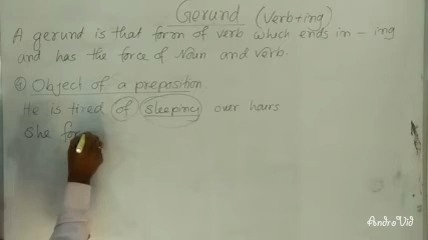 Gerund (Verb+ing)
A gerund is that form of verb which ends in - ing
and has the force of Noun and verb.
Object of a preposition
He is tired of sleeping over hours
She for
AndroVid